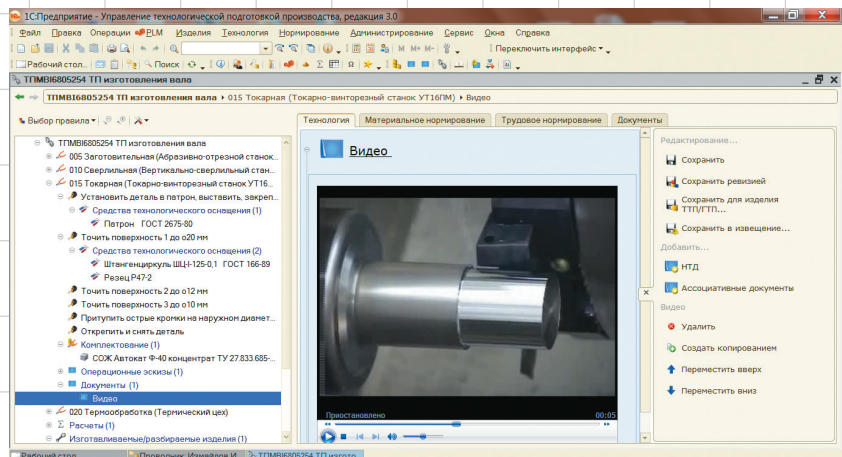 1С:Предприятие - Управление технологической подготовкой производства, редакция 3.0
Файл Правка Операции PLM Изделия Технология Нормирование Администрирование Сервис Окна Справка
M M+ M- Переключить интерфейс
Рабочий стол... Поиск
ТПМВІ6805254 ТП изготовления вала
ТПМВІ6805254 ТП изготовления вала 015 Токарная (Токарно-винторезный станок УТ16ПМ) Видео
Выбор правила
Технология Материальное нормирование Трудовое нормирование Документы
ТПМВІ6805254 ТП изготовления вала
005 Заготовительная (Абразивно-отрезной станок...
010 Сверлильная (Вертикально-сверлильный стан...
015 Токарная (Токарно-винторезный станок УТ16...
Установить деталь в патрон, выставить, закреп...
Средства технологического оснащения (1)
Патрон ГОСТ 2675-80
Точить поверхность 1 до о20 мм
Средства технологического оснащения (2)
Штангенциркуль ШЦ-I-125-0,1 ГОСТ 166-89
Резец Р47-2
Точить поверхность 2 до о12 мм
Точить поверхность 3 до о10 мм
Притупить острые кромки на наружном диамет...
Открепить и снять деталь
Комплектование (1)
СОЖ Автокат Ф-40 концентрат ТУ 27.833.685-...
Операционные эскизы (1)
Документы (1)
Видео
020 Термообработка (Термический цех)
Расчеты (1)
Изготавливаемые/разбираемые изделия (1)
Видео
Приостановлено 00:05
Редактирование...
Сохранить
Сохранить ревизией
Сохранить для изделия
ТТП/ГТП...
Сохранить в извещение...
Добавить...
НТД
Ассоциативные документы
Видео
Удалить
Создать копированием
Переместить вверх
Переместить вниз
Рабочий стол Проводник: Измайлов И. ТПМВІ6805254 ТП изгото...